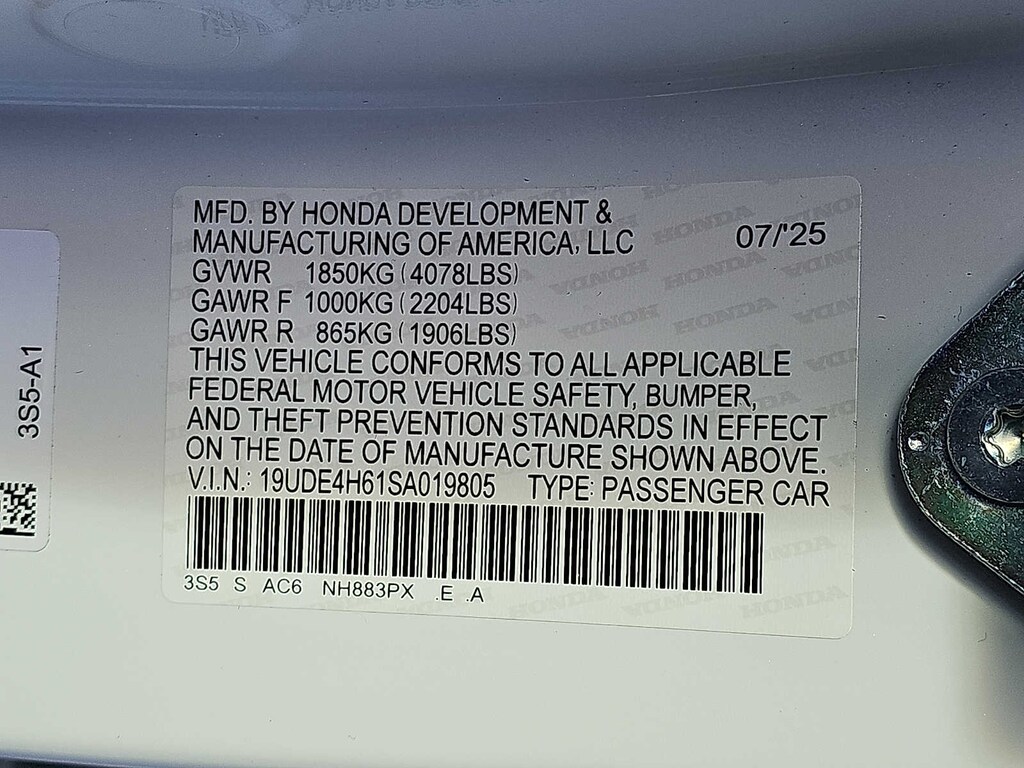 MFD. BY HONDA DEVELOPMENT &
MANUFACTURING OF AMERICA, LLC 07/'25
GVWR 1850KG (4078LBS)
GAWR F 1000KG (2204LBS)
GAWR R 865KG (1906LBS)
THIS VEHICLE CONFORMS TO ALL APPLICABLE
FEDERAL MOTOR VEHICLE SAFETY, BUMPER,
AND THEFT PREVENTION STANDARDS IN EFFECT
ON THE DATE OF MANUFACTURE SHOWN ABOVE.
V.I.N.: 19UDE4H61SA019805 TYPE: PASSENGER CAR
3S5 S AC6 NH883PX .E .A
3S5-A1
HONDA